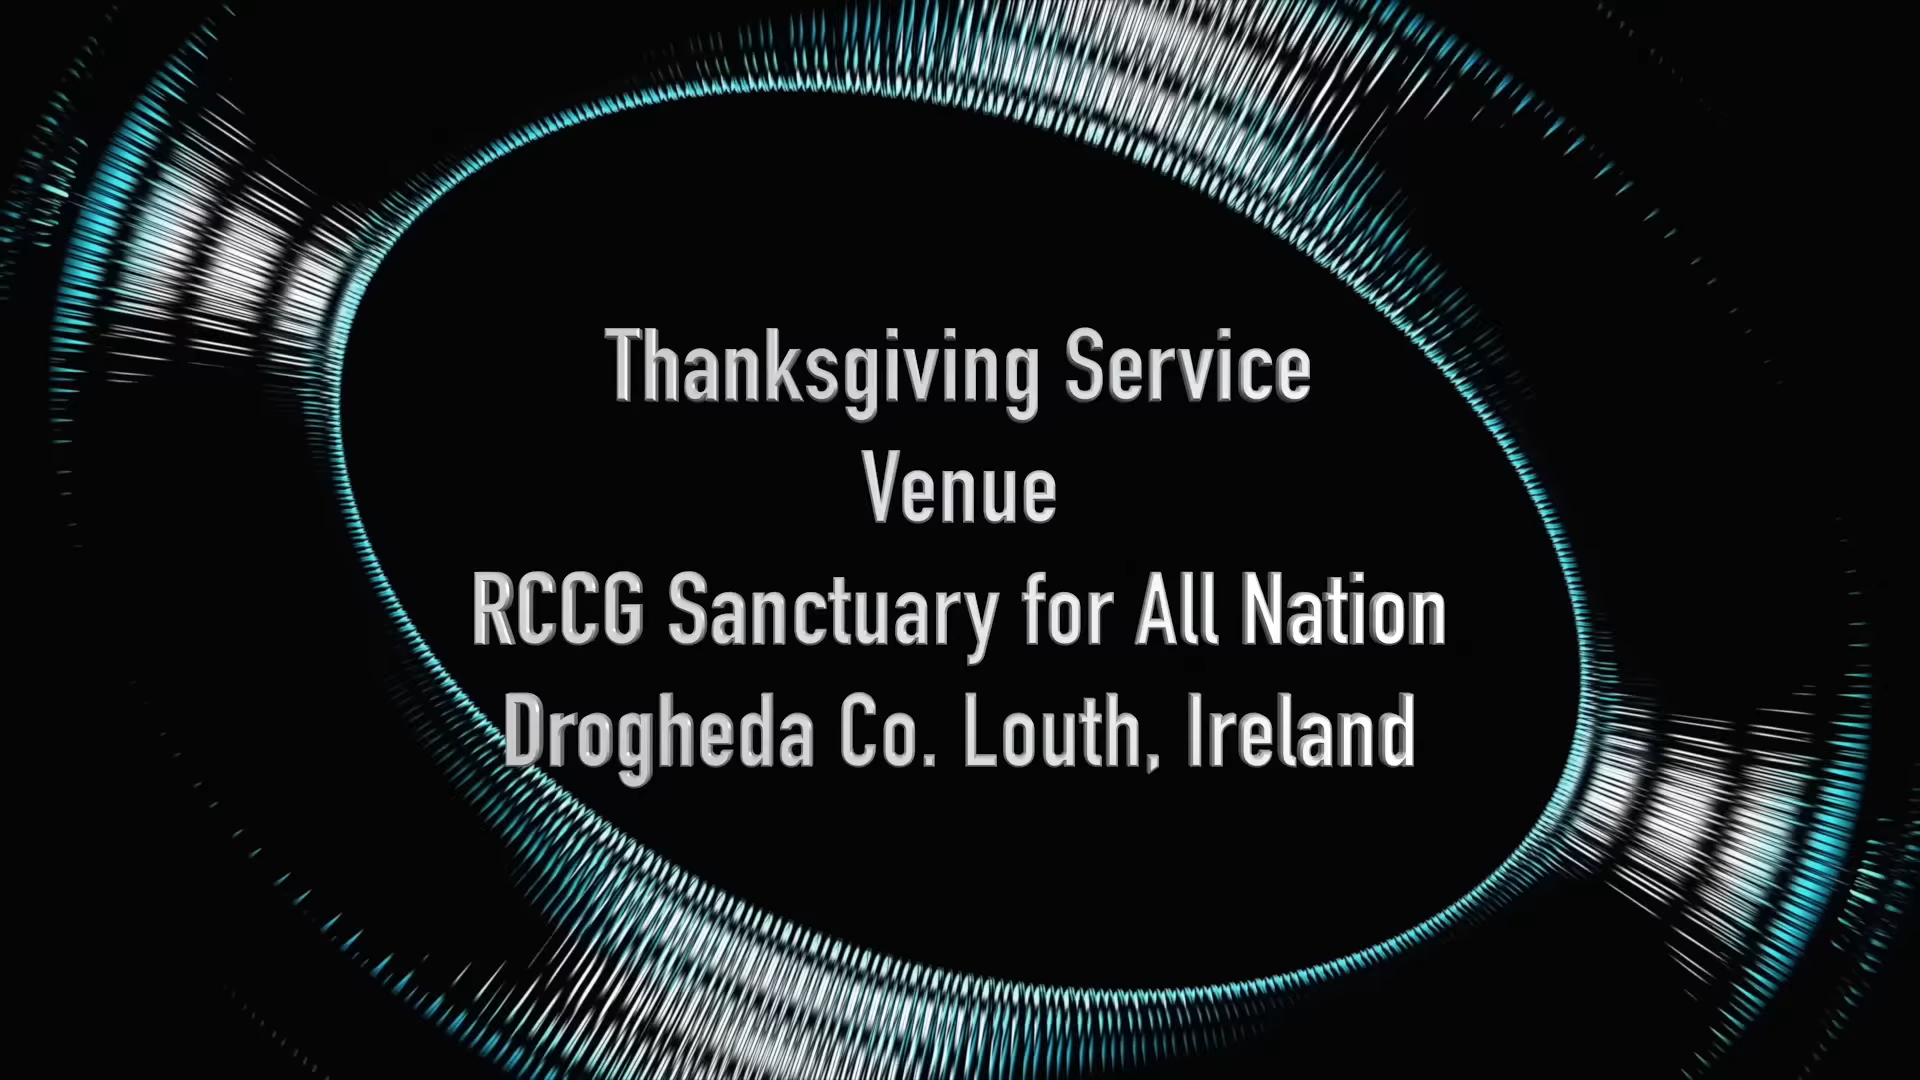 Thanksgiving Service
Venue
RCCG Sanctuary for All Nation
Drogheda Co. Louth, Ireland